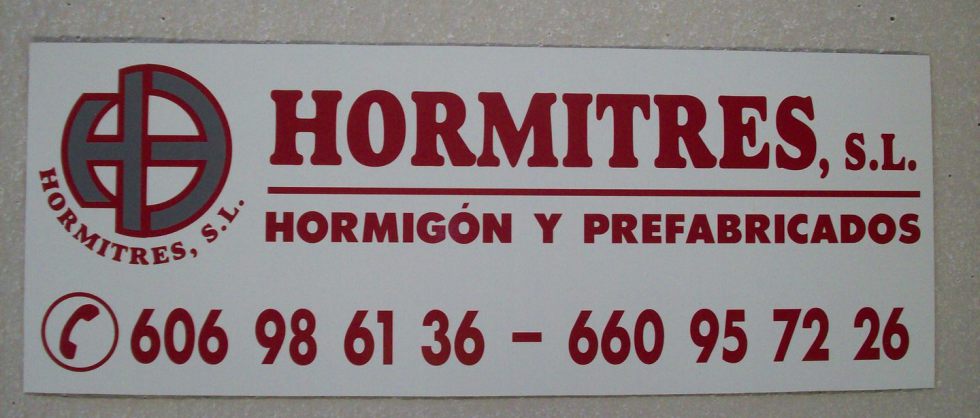 HORMITRES, S.L.
HORMITRES, S.L.
HORMIGÓN Y PREFABRICADOS
606 98 61 36 - 660 95 72 26